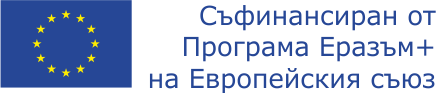 Съфинансиран от
Програма Еразъм+
на Европейския съюз